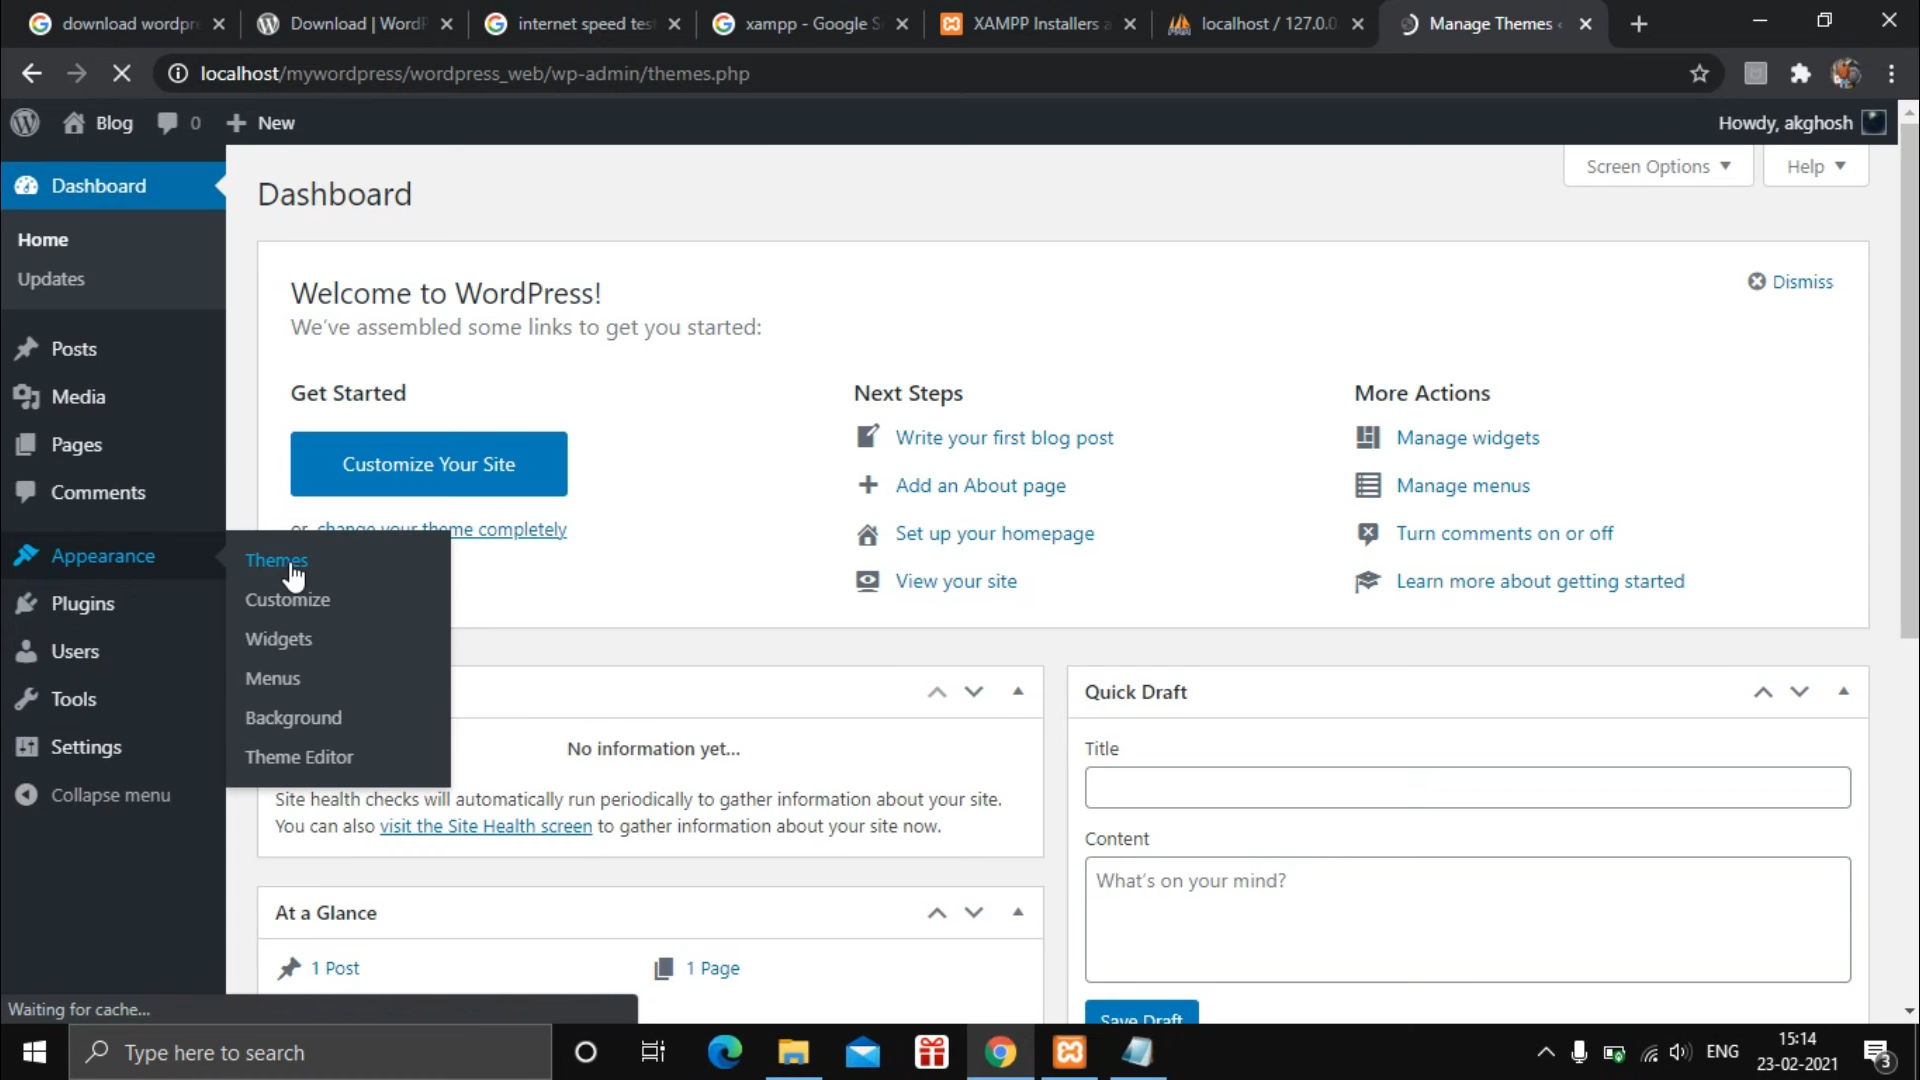 download wordpr
Download | WordP
internet speed tes
xampp - Google S
XAMPP Installers a
localhost / 127.0.0
Manage Themes ‹
localhost/mywordpress/wordpress_web/wp-admin/themes.php
Blog
0
New
Howdy, akghosh
Screen Options
Help
Dashboard
Home
Updates
Posts
Media
Pages
Comments
Appearance
Plugins
Users
Tools
Settings
Collapse menu
Themes
Customize
Widgets
Menus
Background
Theme Editor
Dashboard
Welcome to WordPress!
Dismiss
We've assembled some links to get you started:
Get Started
Customize Your Site
or change your theme completely
Next Steps
Write your first blog post
Add an About page
Set up your homepage
View your site
More Actions
Manage widgets
Manage menus
Turn comments on or off
Learn more about getting started
No information yet...
Site health checks will automatically run periodically to gather information about your site.
You can also visit the Site Health screen to gather information about your site now.
At a Glance
1 Post
1 Page
Quick Draft
Title
Content
What's on your mind?
Save Draft
Waiting for cache...
Type here to search
ENG
15:14
23-02-2021
3